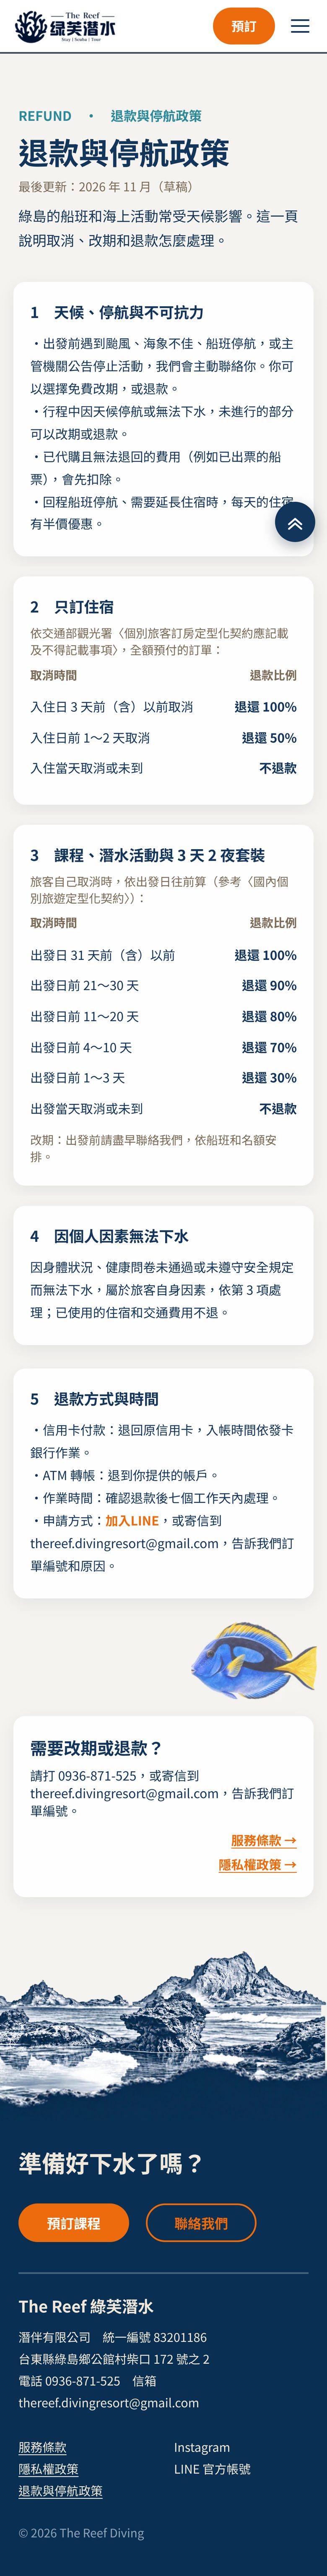 The Reef
綠芙潛水
Stay | Scuba | Tour
預訂
REFUND • 退款與停航政策
退款與停航政策
最後更新：2026 年 11 月（草稿）
綠島的船班和海上活動常受天候影響。這一頁
說明取消、改期和退款怎麼處理。
1 天候、停航與不可抗力
・出發前遇到颱風、海象不佳、船班停航，或主
管機關公告停止活動，我們會主動聯絡你。你可
以選擇免費改期，或退款。
・行程中因天候停航或無法下水，未進行的部分
可以改期或退款。
・已代購且無法退回的費用（例如已出票的船
票），會先扣除。
・回程船班停航、需要延長住宿時，每天的住宿
有半價優惠。
2 只訂住宿
依交通部觀光署〈個別旅客訂房定型化契約應記載
及不得記載事項〉，全額預付的訂單：
取消時間 退款比例
入住日 3 天前（含）以前取消 退還 100%
入住日前 1～2 天取消 退還 50%
入住當天取消或未到 不退款
3 課程、潛水活動與 3 天 2 夜套裝
旅客自己取消時，依出發日往前算（參考〈國內個
別旅遊定型化契約〉）：
取消時間 退款比例
出發日 31 天前（含）以前 退還 100%
出發日前 21～30 天 退還 90%
出發日前 11～20 天 退還 80%
出發日前 4～10 天 退還 70%
出發日前 1～3 天 退還 30%
出發當天取消或未到 不退款
改期：出發前請盡早聯絡我們，依船班和名額安
排。
4 因個人因素無法下水
因身體狀況、健康問卷未通過或未遵守安全規定
而無法下水，屬於旅客自身因素，依第 3 項處
理；已使用的住宿和交通費用不退。
5 退款方式與時間
・信用卡付款：退回原信用卡，入帳時間依發卡
銀行作業。
・ATM 轉帳：退到你提供的帳戶。
・作業時間：確認退款後七個工作天內處理。
・申請方式：加入LINE，或寄信到
thereef.divingresort@gmail.com，告訴我們訂
單編號和原因。
需要改期或退款？
請打 0936-871-525，或寄信到
thereef.divingresort@gmail.com，告訴我們訂
單編號。
服務條款 →
隱私權政策 →
準備好下水了嗎？
預訂課程 聯絡我們
The Reef 綠芙潛水
潛伴有限公司 統一編號 83201186
台東縣綠島鄉公館村柴口 172 號之 2
電話 0936-871-525 信箱
thereef.divingresort@gmail.com
服務條款 Instagram
隱私權政策 LINE 官方帳號
退款與停航政策
© 2026 The Reef Diving